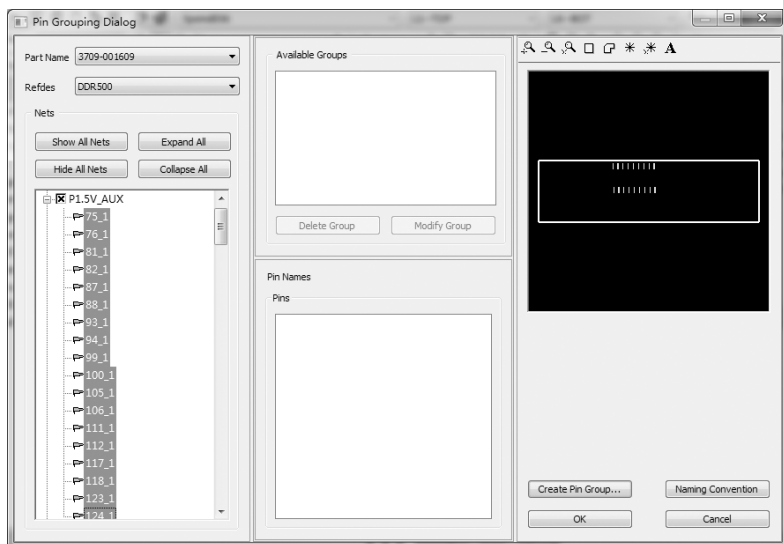 Pin Grouping Dialog
Part Name 3709-001609
Refdes DDR500
Nets
Show All Nets Expand All
Hide All Nets Collapse All
P1.5V_AUX
75_1
76_1
81_1
82_1
87_1
88_1
93_1
94_1
99_1
100_1
105_1
106_1
111_1
112_1
117_1
118_1
123_1
124_1
Available Groups
Delete Group Modify Group
Pin Names
Pins
A
Create Pin Group... Naming Convention
OK Cancel